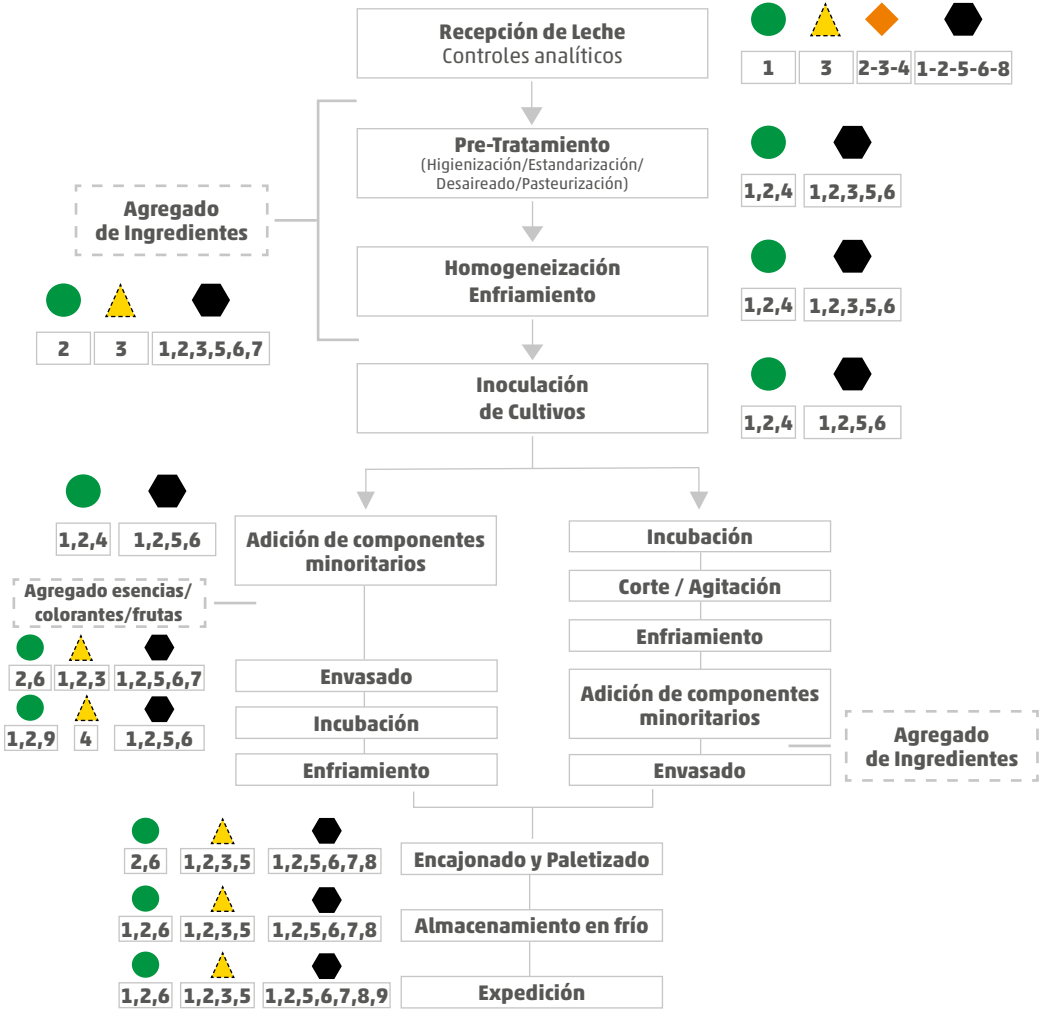 Recepción de Leche
Controles analíticos
1 3 2-3-4 1-2-5-6-8
Pre-Tratamiento
(Higienización/Estandarización/
Desaireado/Pasteurización)
1,2,4 1,2,3,5,6
Agregado
de Ingredientes
2 3 1,2,3,5,6,7
Homogeneización
Enfriamiento
1,2,4 1,2,3,5,6
Inoculación
de Cultivos
1,2,4 1,2,5,6
1,2,4 1,2,5,6
Adición de componentes
minoritarios
Agregado esencias/
colorantes/frutas
2,6 1,2,3 1,2,5,6,7
1,2,9 4 1,2,5,6
Envasado
Incubación
Enfriamiento
Incubación
Corte / Agitación
Enfriamiento
Adición de componentes
minoritarios
Agregado
de Ingredientes
Envasado
2,6 1,2,3,5 1,2,5,6,7,8
Encajonado y Paletizado
1,2,6 1,2,3,5 1,2,5,6,7,8
Almacenamiento en frío
1,2,6 1,2,3,5 1,2,5,6,7,8,9
Expedición